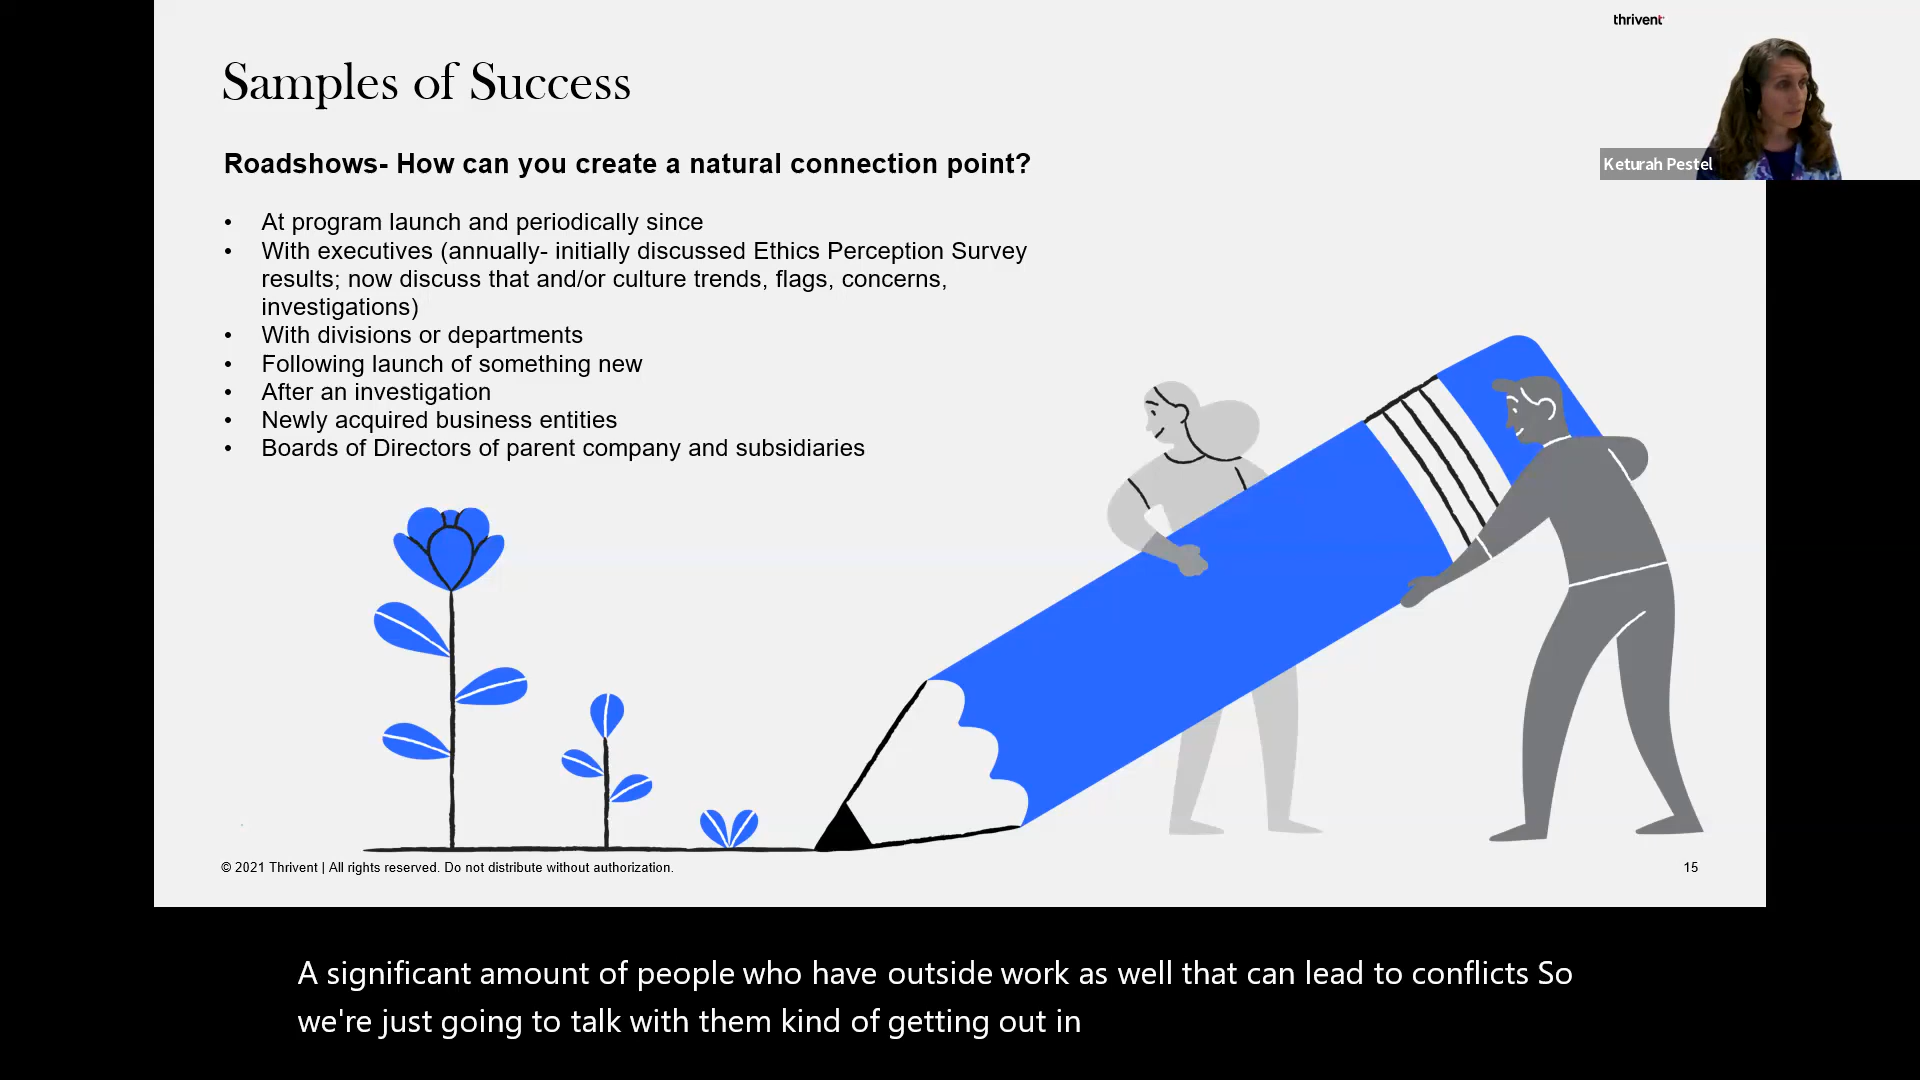 thrivent
Samples of Success
Keturah Pestel
Roadshows- How can you create a natural connection point?
• At program launch and periodically since
• With executives (annually- initially discussed Ethics Perception Survey
results; now discuss that and/or culture trends, flags, concerns,
investigations)
• With divisions or departments
• Following launch of something new
• After an investigation
• Newly acquired business entities
• Boards of Directors of parent company and subsidiaries
© 2021 Thrivent | All rights reserved. Do not distribute without authorization.
15
A significant amount of people who have outside work as well that can lead to conflicts So
we're just going to talk with them kind of getting out in